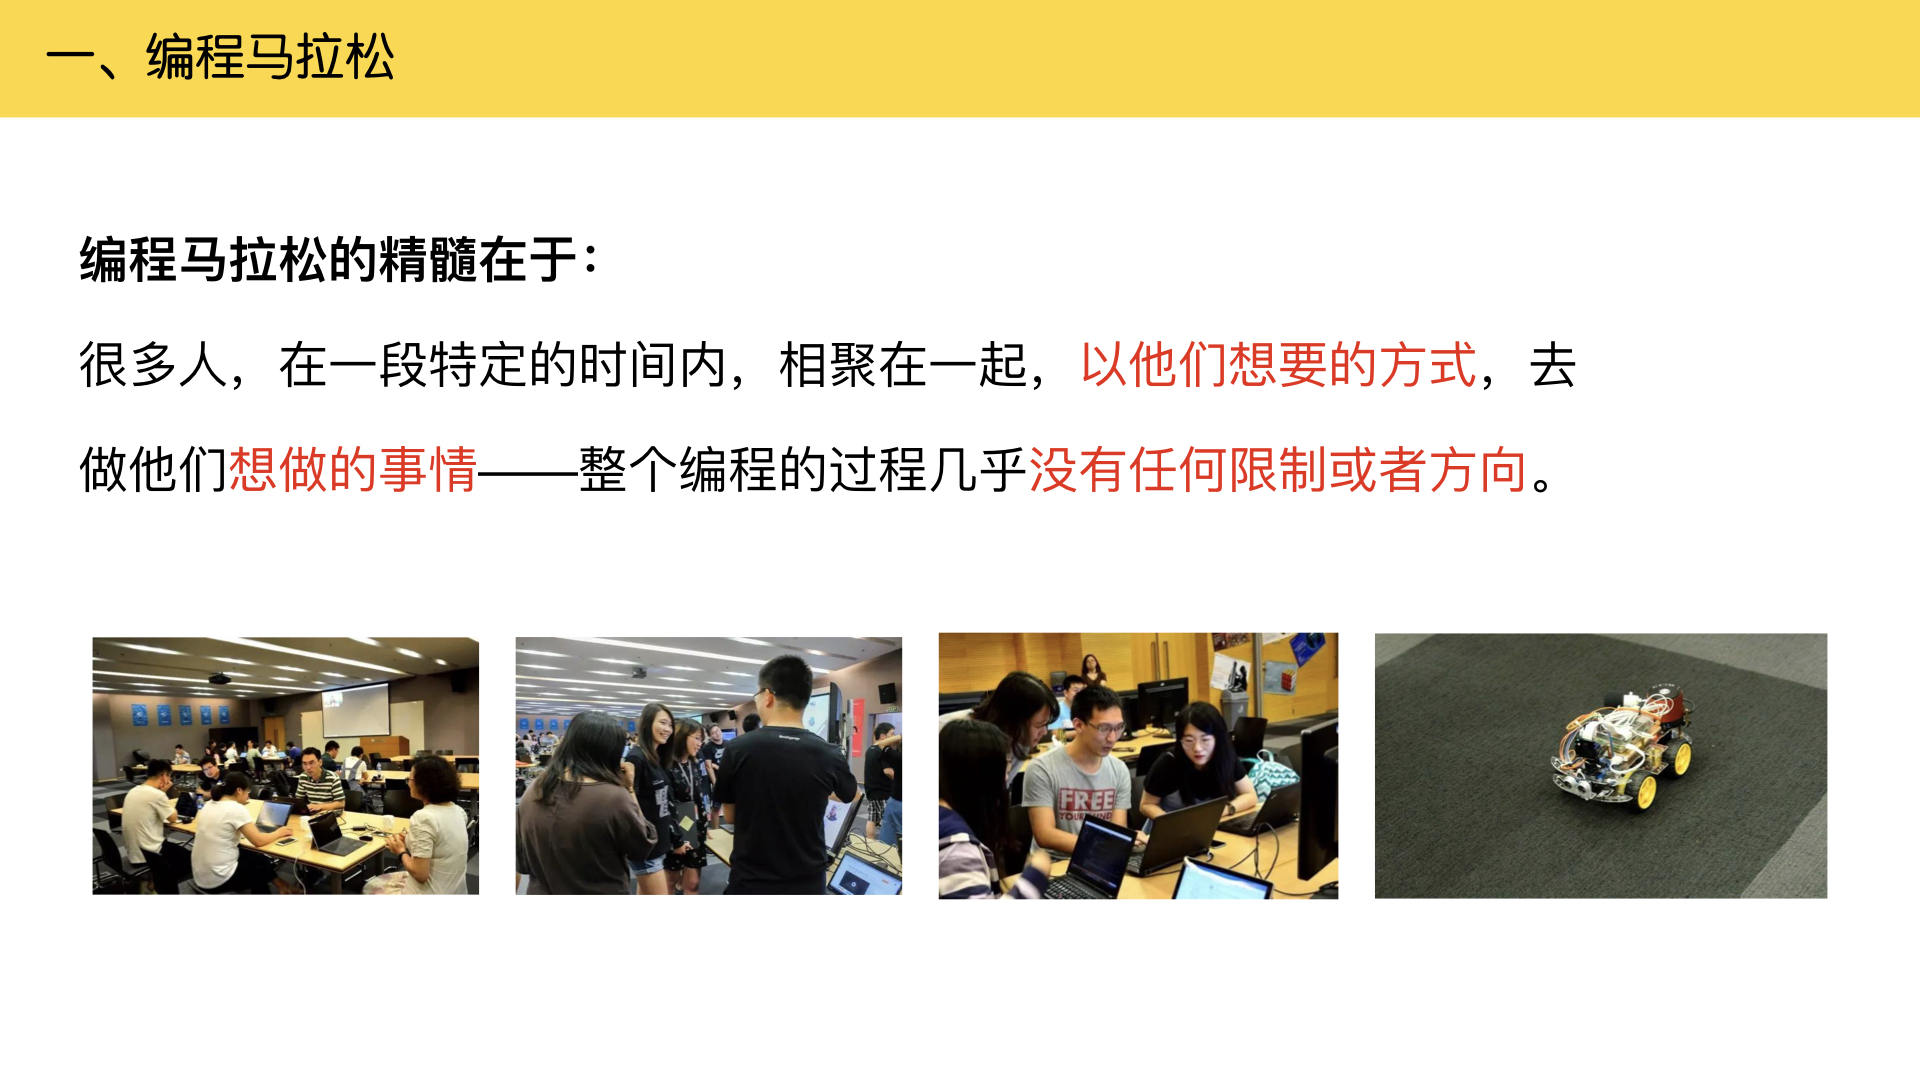 一、编程马拉松
编程马拉松的精髓在于：
很多人，在一段特定的时间内，相聚在一起，以他们想要的方式，去
做他们想做的事情——整个编程的过程几乎没有任何限制或者方向。
FREE